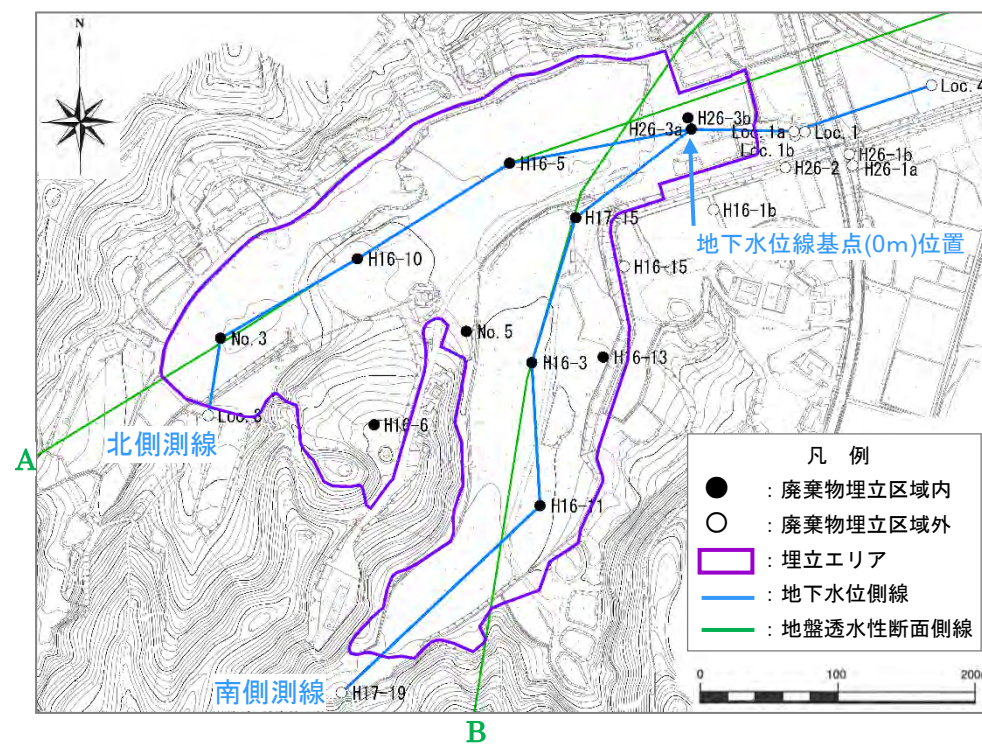 N
Loc. 4
H26-3b
H26-3a
Loc. 1a
Loc. 1
Loc. 1b
H26-1b
H26-2
H26-1a
H16-5
H16-1b
H17-15
地下水位線基点(0m)位置
H16-10
H16-15
No. 3
No. 5
H16-3
H16-13
Loc. 3
H16-6
北側測線
A
H16-11
南側測線
H17-19
B
凡 例
：廃棄物埋立区域内
：廃棄物埋立区域外
：埋立エリア
：地下水位側線
：地盤透水性断面側線
0 100 200